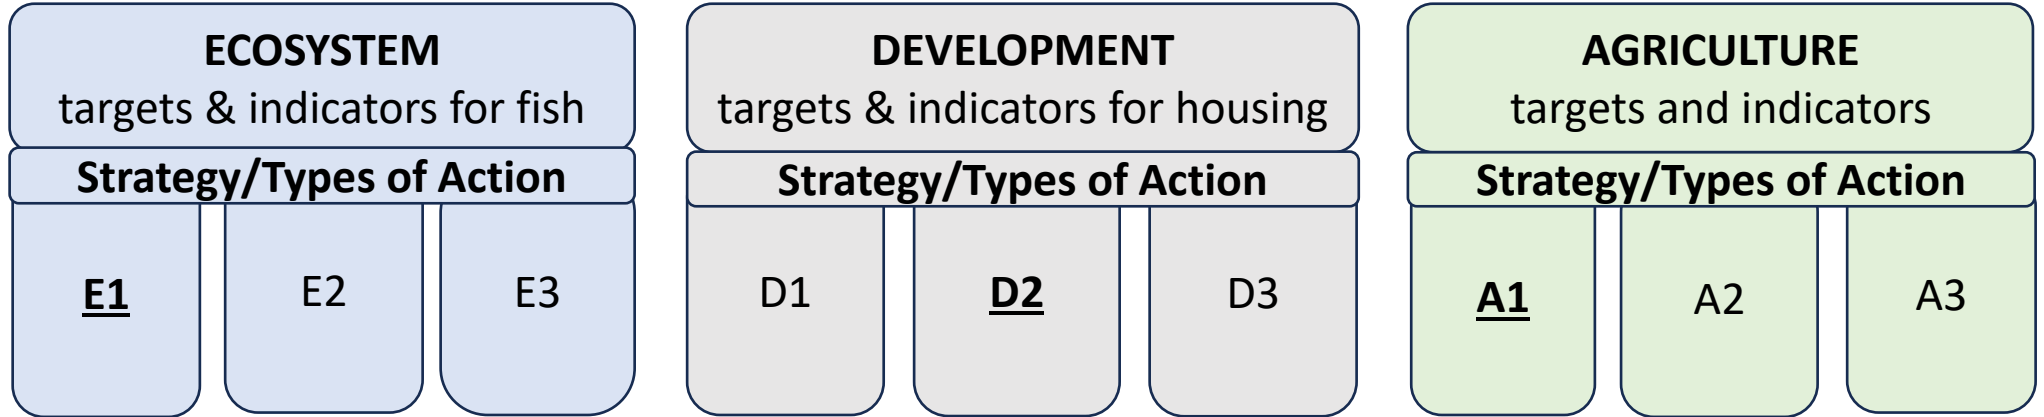 ECOSYSTEM
targets & indicators for fish
Strategy/Types of Action
E1
E2
E3
DEVELOPMENT
targets & indicators for housing
Strategy/Types of Action
D1
D2
D3
AGRICULTURE
targets and indicators
Strategy/Types of Action
A1
A2
A3